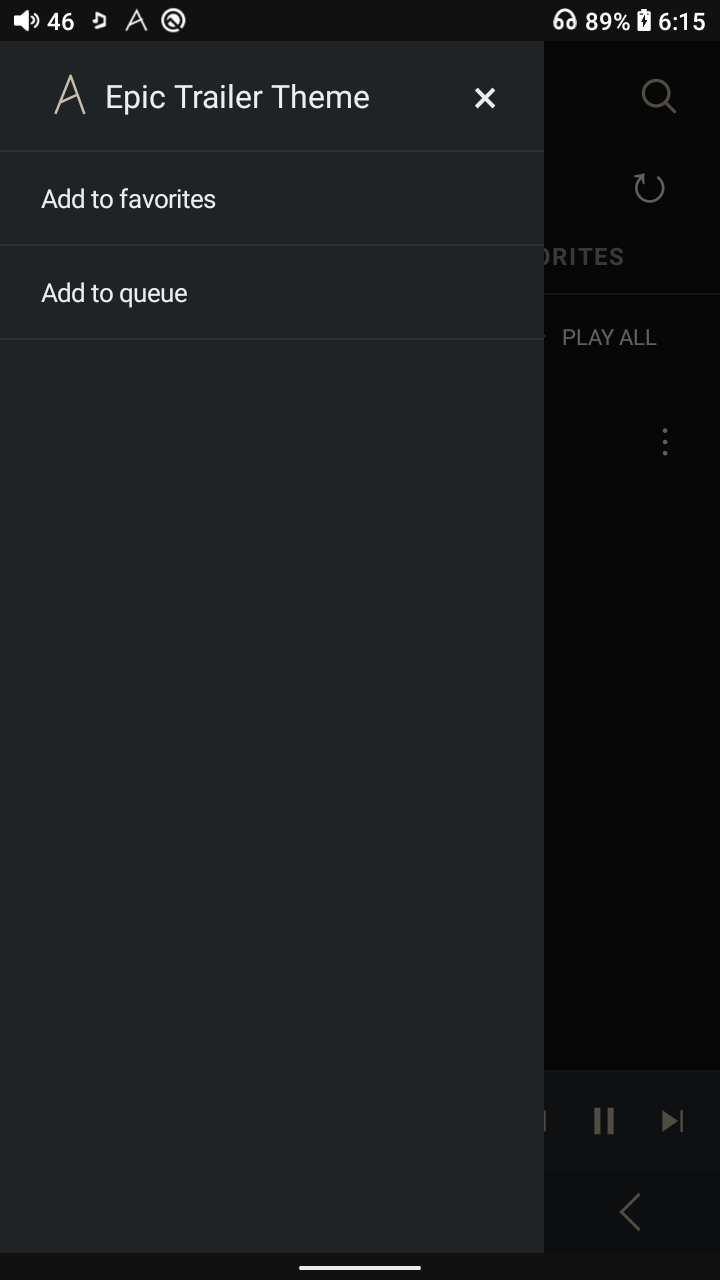 46 89% 6:15
Epic Trailer Theme
Add to favorites
ORITES
Add to queue
PLAY ALL